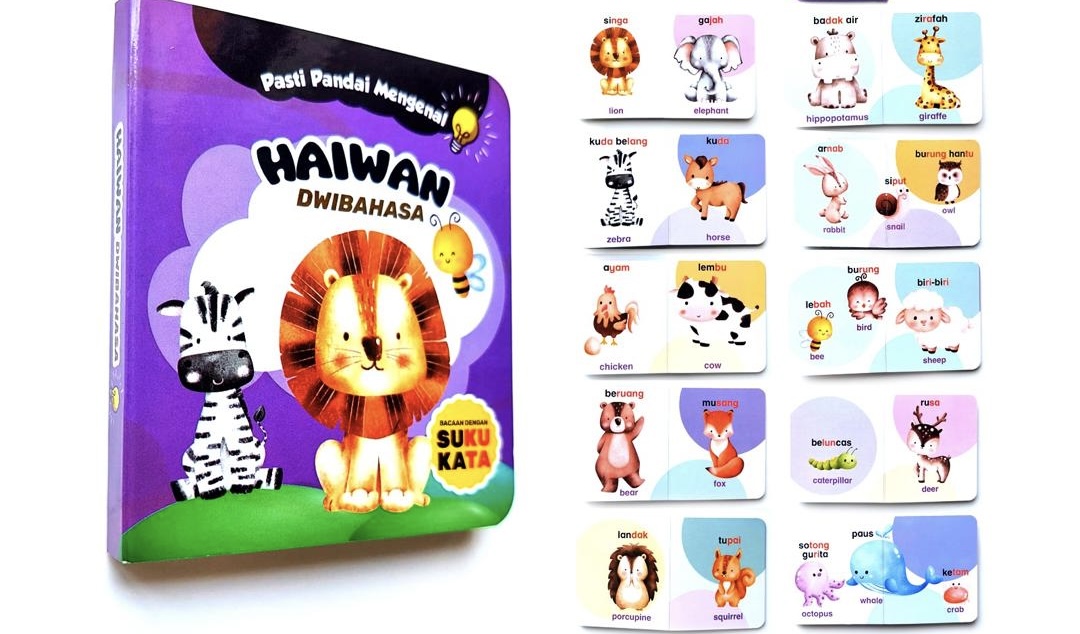 Pasti Pandai Mengenal
HAIWAN
DWIBAHASA
BACAAN DENGAN
SUKU
KATA
HAIWAN DWIBAHASA
singa
gajah
lion
elephant
badak air
zirafah
hippopotamus
giraffe
kuda belang
kuda
zebra
horse
arnab
siput
burung hantu
rabbit
snail
owl
ayam
lembu
chicken
cow
lebah
burung
biri-biri
bee
bird
sheep
beruang
musang
bear
fox
beluncas
rusa
caterpillar
deer
landak
tupai
porcupine
squirrel
sotong
gurita
paus
ketam
octopus
whale
crab